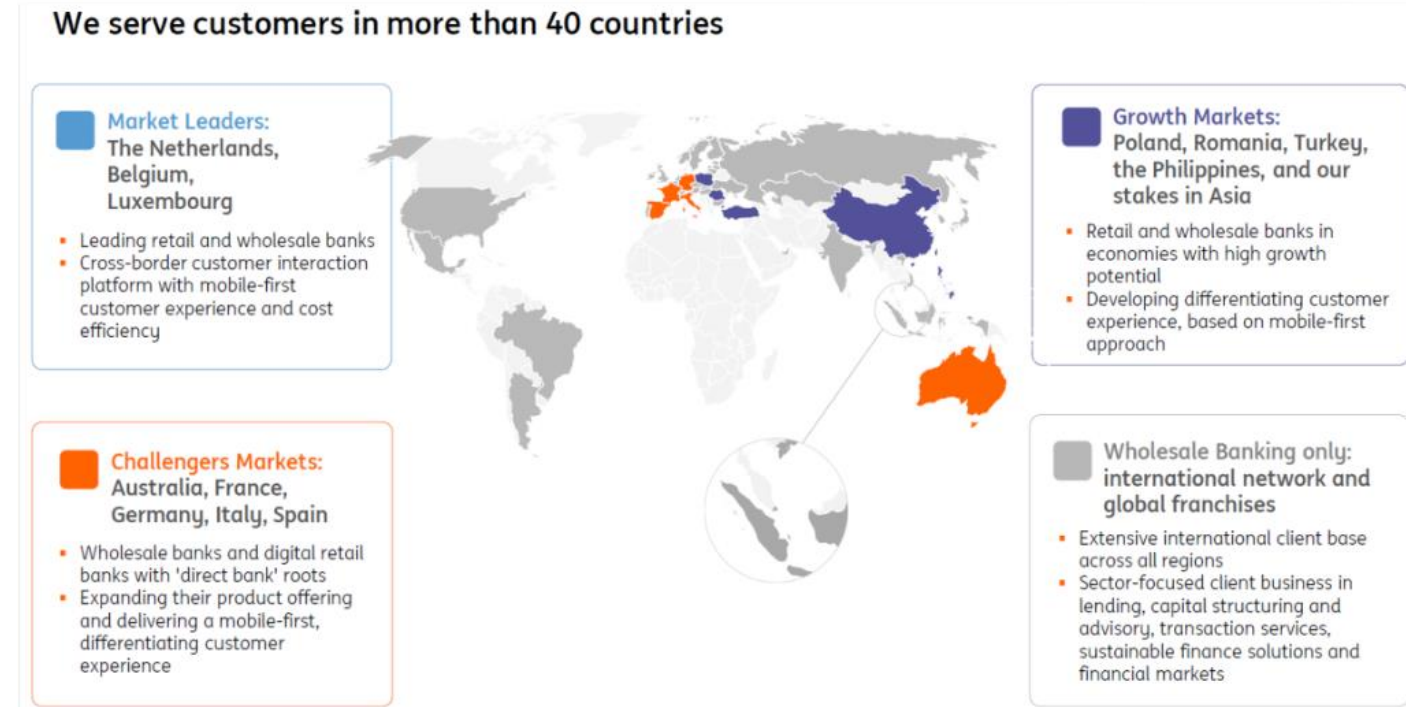 We serve customers in more than 40 countries
Market Leaders:
The Netherlands,
Belgium,
Luxembourg
▪ Leading retail and wholesale banks
▪ Cross-border customer interaction
platform with mobile-first
customer experience and cost
efficiency
Challengers Markets:
Australia, France,
Germany, Italy, Spain
▪ Wholesale banks and digital retail
banks with 'direct bank' roots
▪ Expanding their product offering
and delivering a mobile-first,
differentiating customer
experience
Growth Markets:
Poland, Romania, Turkey,
the Philippines, and our
stakes in Asia
▪ Retail and wholesale banks in
economies with high growth
potential
▪ Developing differentiating customer
experience, based on mobile-first
approach
Wholesale Banking only:
international network and
global franchises
▪ Extensive international client base
across all regions
▪ Sector-focused client business in
lending, capital structuring and
advisory, transaction services,
sustainable finance solutions and
financial markets